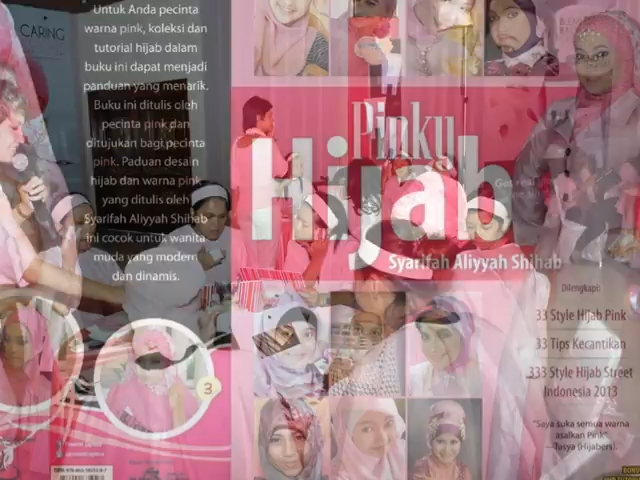 CARING
Untuk Anda pecinta
warna pink, koleksi dan
tutorial hijab dalam
buku ini dapat menjadi
panduan yang menarik.
Buku ini ditulis oleh
pecinta pink dan
ditujukan bagi pecinta
pink. Paduan desain
hijab dan warna pink
yang ditulis oleh
Syarifah Aliyyah Shihab
ini cocok untuk wanita
muda yang modern
dan dinamis.
3
Pinky
Hijab
Syarifah Aliyyah Shihab
Dilengkapi:
33 Style Hijab Pink
33 Tips Kecantikan
333 Style Hijab Street
Indonesia 2013
"Saya suka semua warna
asalkan Pink"
—Tasya (Hijabers).